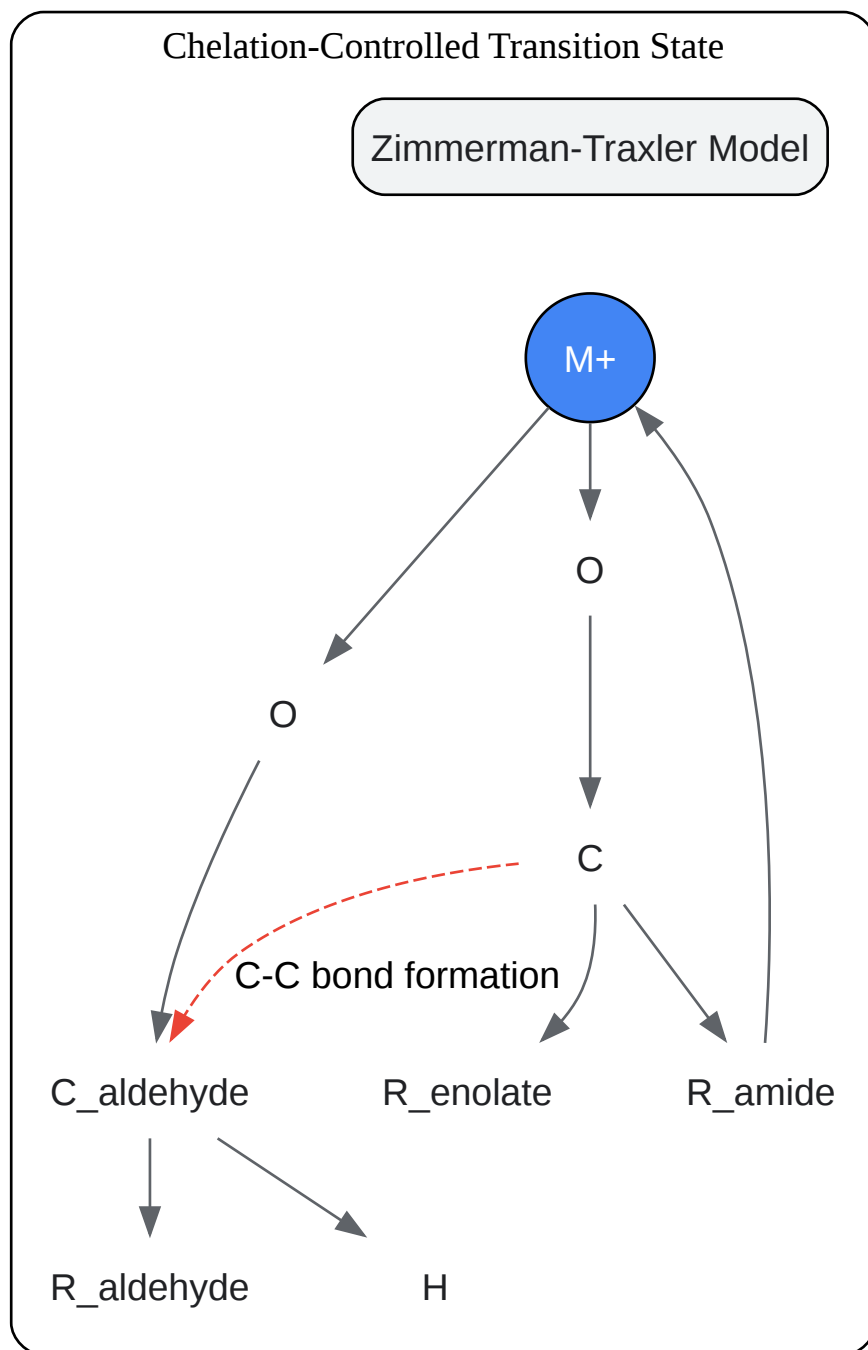 Chelation-Controlled Transition State
Zimmerman-Traxler Model
M+
O
O
C
C-C bond formation
C_aldehyde
R_enolate
R_amide
R_aldehyde
H